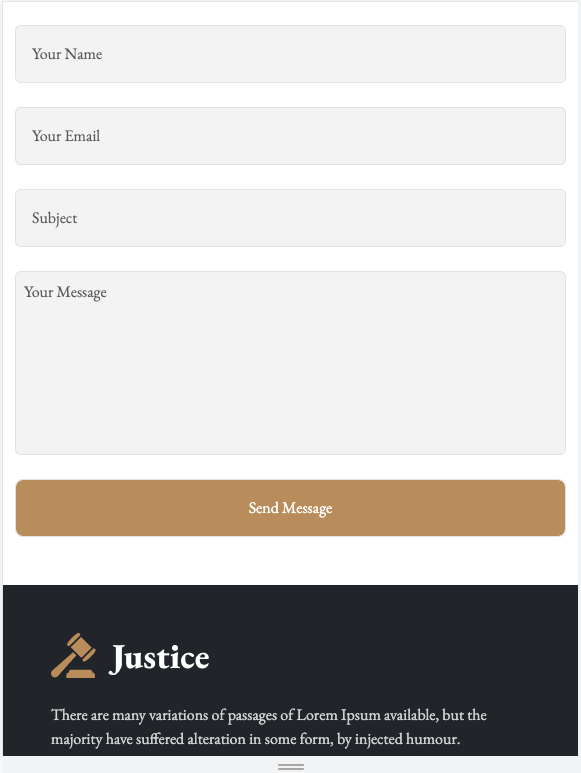 Your Name
Your Email
Subject
Your Message
Send Message
Justice
There are many variations of passages of Lorem Ipsum available, but the
majority have suffered alteration in some form, by injected humour.